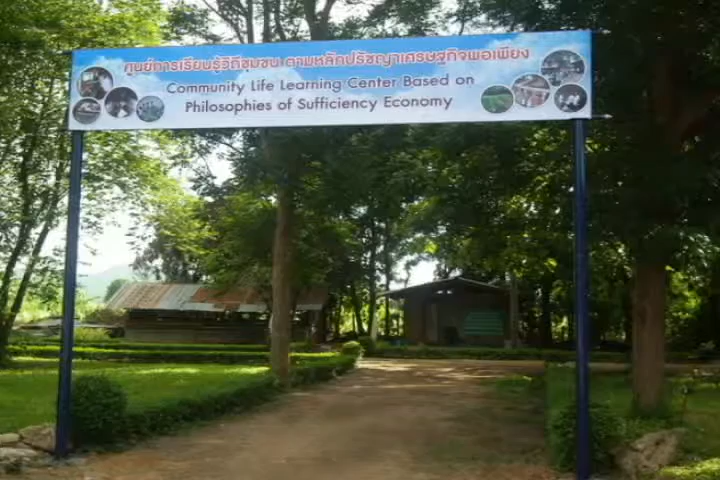 ศูนย์การเรียนรู้วิถีชุมชน ตามหลักปรัชญาเศรษฐกิจพอเพียง
Community Life Learning Center Based on
Philosophies of Sufficiency Economy